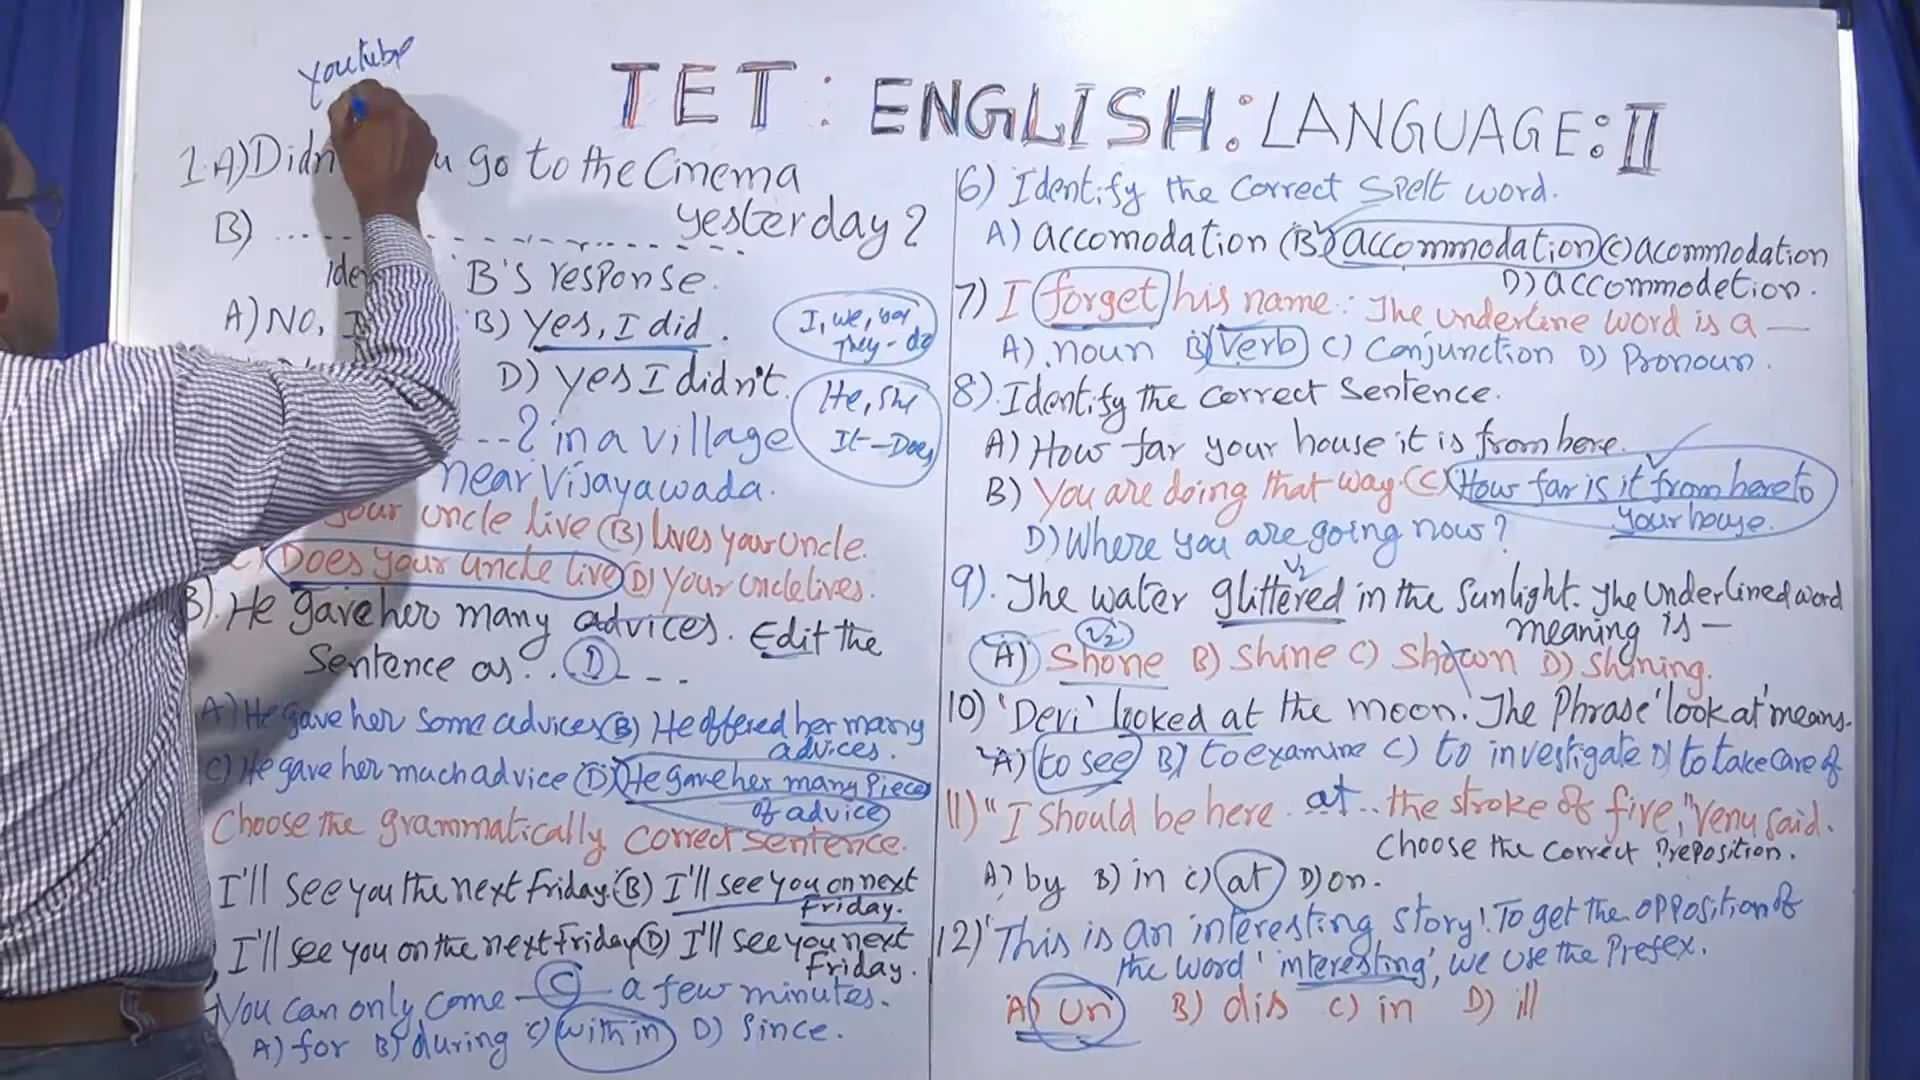 youtube
TET: ENGLISH: LANGUAGE: II
1. A) Didn u go to the Cinema
yesterday?
B) ....
B's response.
A) No, I B) yes, I did.
D) yes I didn't.
I, we, you
They - do
He, She
It - Does
...? in a village
near Vijayawada.
your uncle live (B) lives your uncle.
C) Does your uncle live (D) your uncle lives.
3). He gave her many advices. Edit the
Sentence as.. D - -
A) He gave her some advices (B) He offered her many
advices.
C) He gave her much advice (D) He gave her many Pieces
of advice
Choose the grammatically correct sentence.
I'll see you the next Friday. (B) I'll see you on next
Friday.
I'll see you on the next Friday (D) I'll see you next
Friday.
You can only come - C - a few minutes.
A) for B) during C) within D) Since.
6) Identify the correct spelt word.
A) accomodation (B) accommodation (C) acommodation
D) accommodetion.
7) I forget his name: The underline word is a —
A) noun B) Verb C) Conjunction D) Pronoun.
8). Identify the correct Sentence.
A) How far your house it is from here.
B) You are doing that way. (C) How far is it from here to
your house.
D) Where you are going now?
V2
9). The water glittered in the Sunlight. The underlined word
meaning is —
V2
A) Shone B) Shine C) Shown D) Shining.
10) 'Devi' looked at the moon. The Phrase 'look at' means.
A) to see B) to examine C) to investigate D) to take care of
11) "I should be here . at .. the stroke of five," Venu said.
Choose the correct Preposition.
A) by B) in C) at D) on.
12) 'This is an interesting story'. To get the opposition of
the word 'interesting', we use the Prefex.
A) un B) dis C) in D) ill